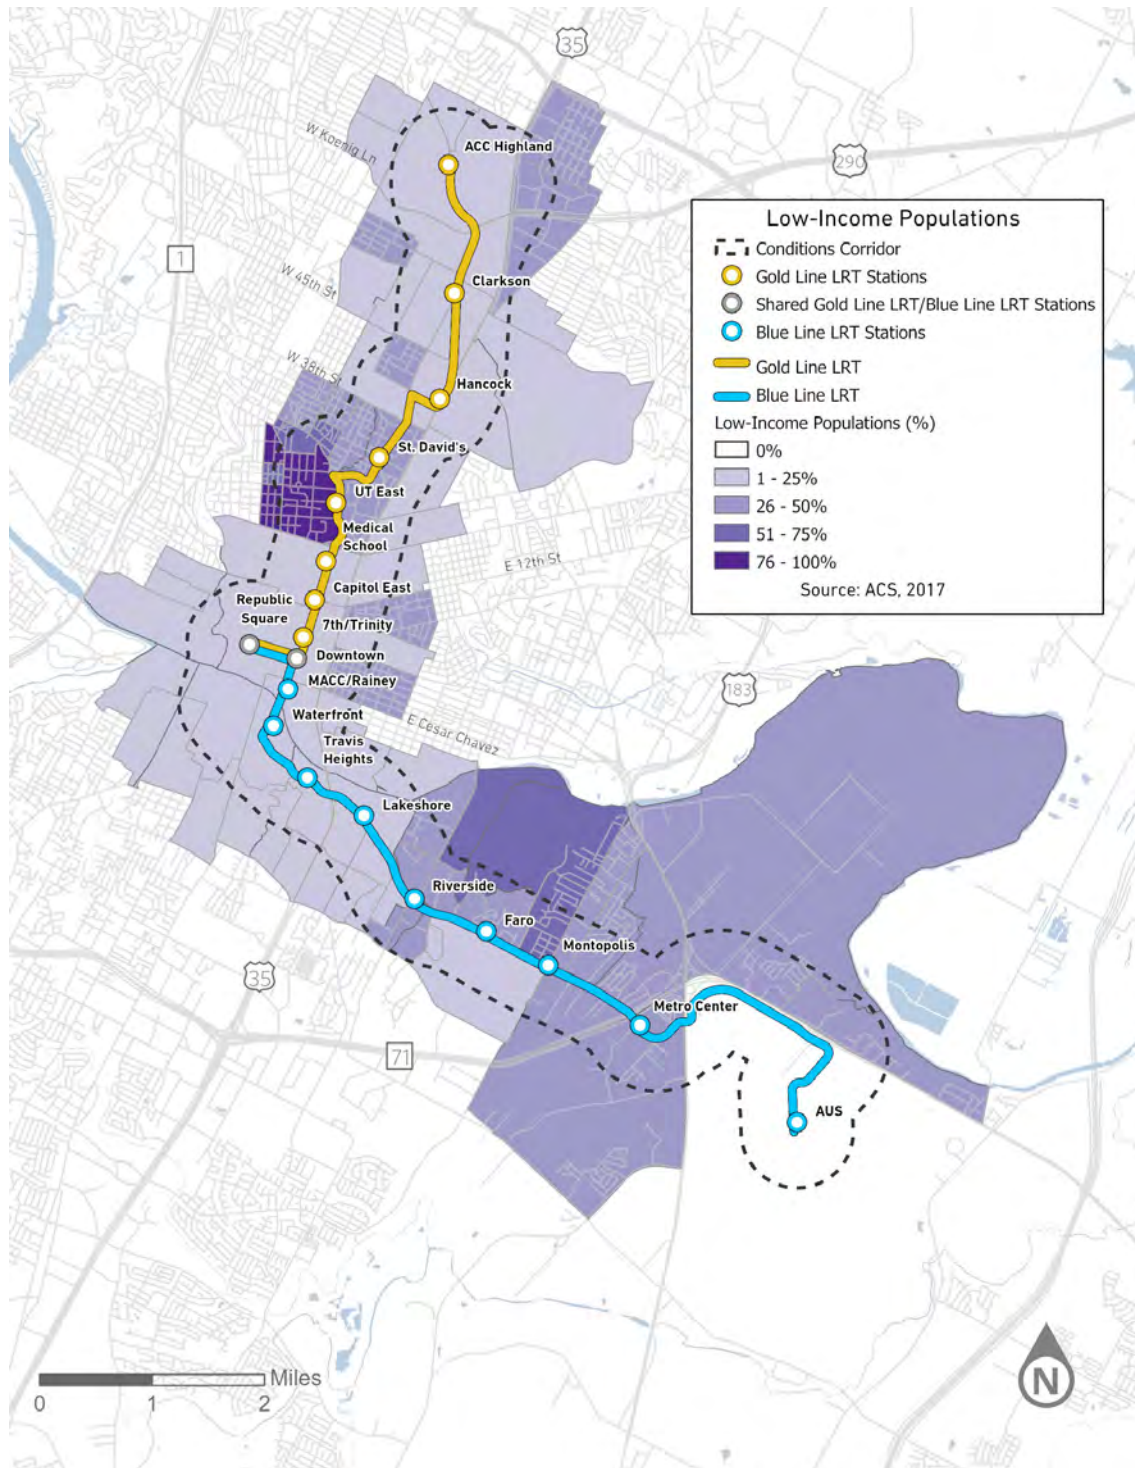 35
W Koenig Ln
ACC Highland
290
Low-Income Populations
Conditions Corridor
Gold Line LRT Stations
Shared Gold Line LRT/Blue Line LRT Stations
Blue Line LRT Stations
Gold Line LRT
Blue Line LRT
Low-Income Populations (%)
0%
1 - 25%
26 - 50%
51 - 75%
76 - 100%
Source: ACS, 2017
1
W 45th St
Clarkson
W 38th St
Hancock
St. David's
UT East
Medical
School
E 12th St
Capitol East
Republic
Square
7th/Trinity
Downtown
MACC/Rainey
183
Waterfront
E Cesar Chavez
Travis
Heights
Lakeshore
Riverside
Faro
Montopolis
35
Metro Center
71
AUS
Miles
0
1
2
N